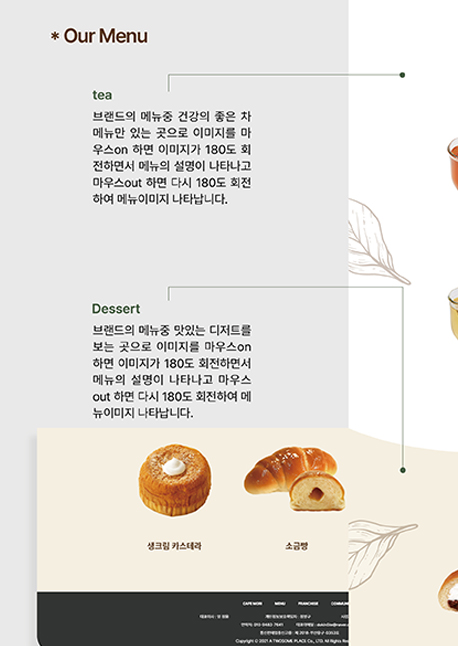 * Our Menu
tea
브랜드의 메뉴중 건강의 좋은 차
메뉴만 있는 곳으로 이미지를 마
우스on 하면 이미지가 180도 회
전하면서 메뉴의 설명이 나타나고
마우스out 하면 다시 180도 회전
하여 메뉴이미지 나타납니다.
Dessert
브랜드의 메뉴중 맛있는 디저트를
보는 곳으로 이미지를 마우스on
하면 이미지가 180도 회전하면서
메뉴의 설명이 나타나고 마우스
out 하면 다시 180도 회전하여 메
뉴이미지 나타납니다.
생크림 카스테라
소금빵
CAFE MORE MENU FRANCHISE
Copyright © 2021 A TWOSOME PLACE Co., LTD. All Rights